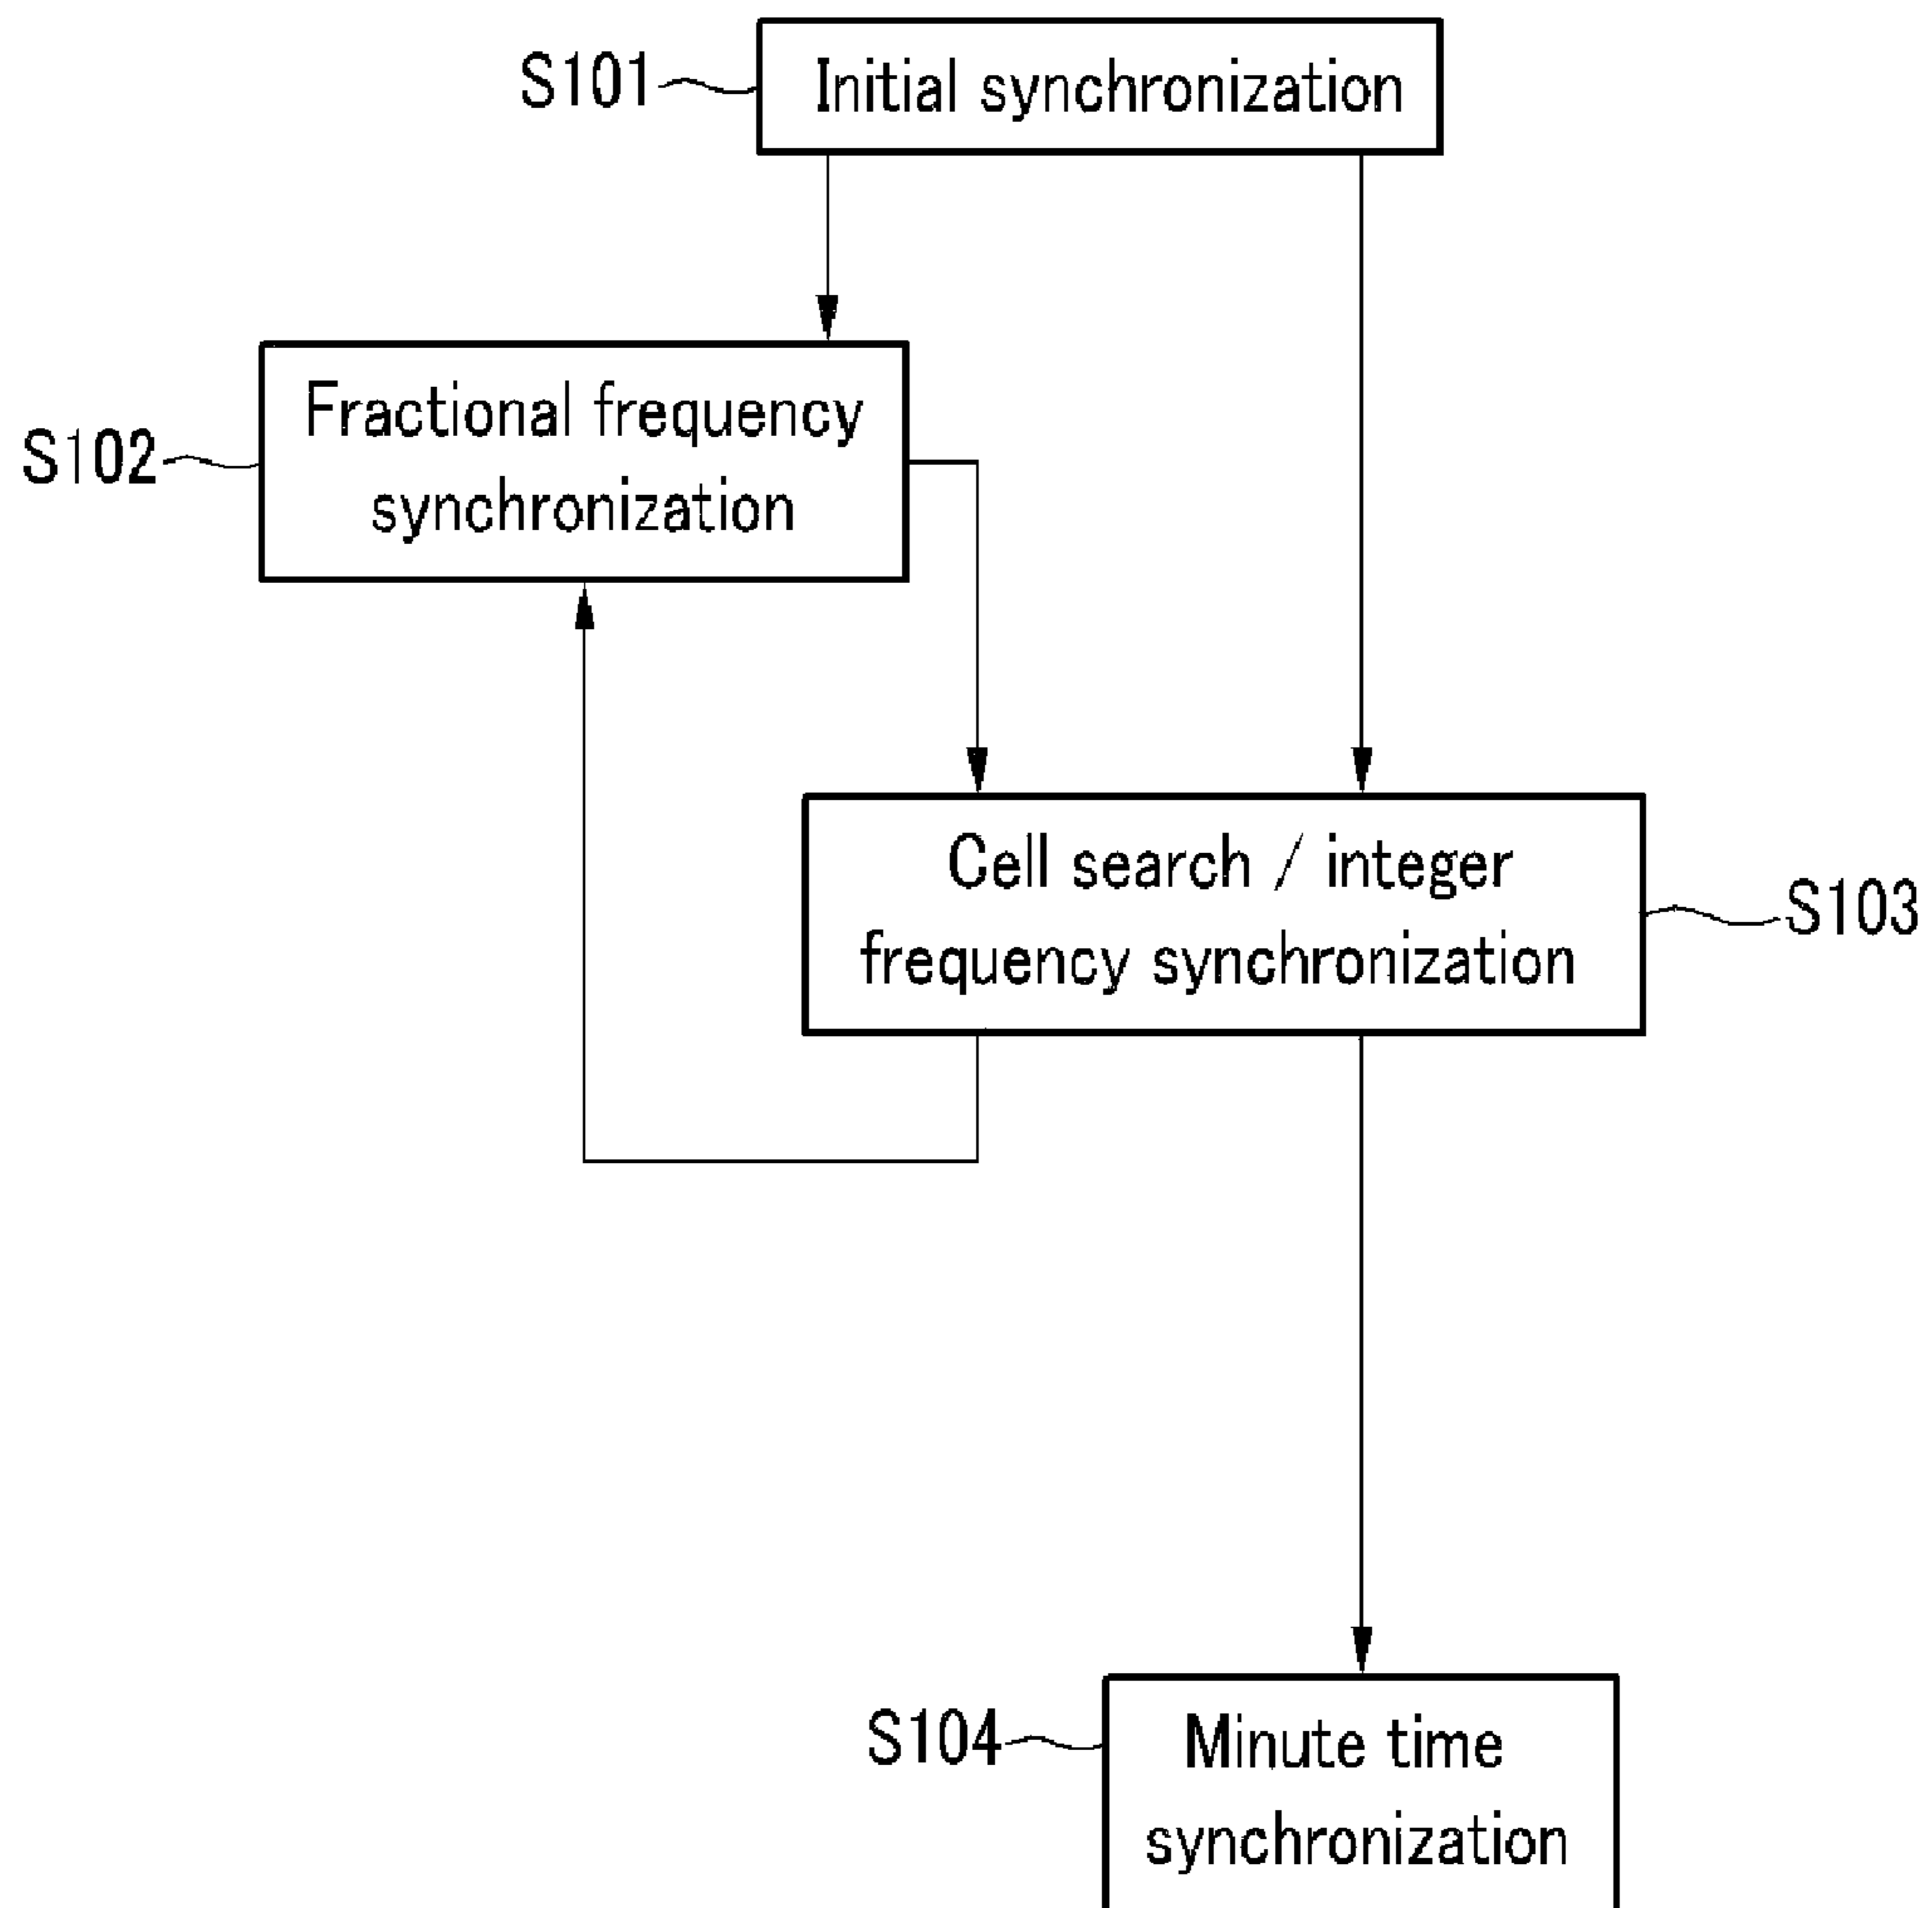 S101
Initial synchronization
S102
Fractional frequency
synchronization
Cell search / integer
frequency synchronization
S103
S104
Minute time
synchronization